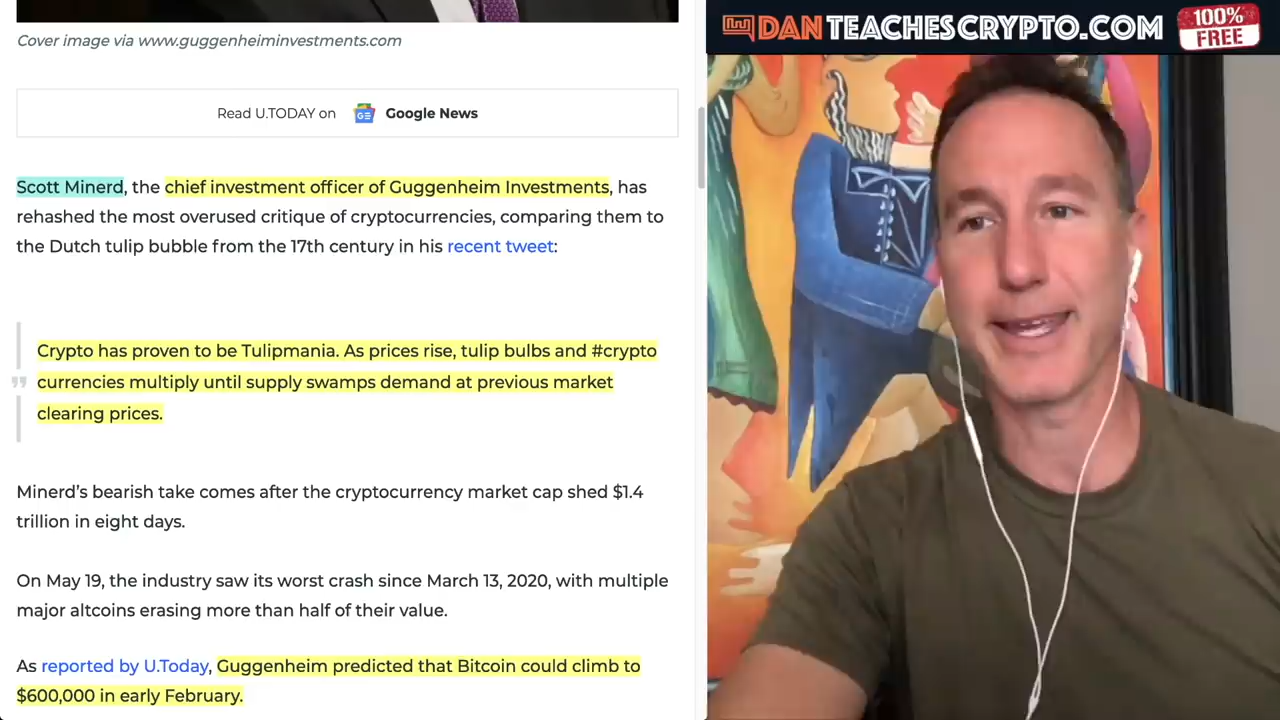 Cover image via www.guggenheiminvestments.com
Read U.TODAY on GE Google News
Scott Minerd, the chief investment officer of Guggenheim Investments, has
rehashed the most overused critique of cryptocurrencies, comparing them to
the Dutch tulip bubble from the 17th century in his recent tweet:
Crypto has proven to be Tulipmania. As prices rise, tulip bulbs and #crypto
currencies multiply until supply swamps demand at previous market
clearing prices.
Minerd’s bearish take comes after the cryptocurrency market cap shed $1.4
trillion in eight days.
On May 19, the industry saw its worst crash since March 13, 2020, with multiple
major altcoins erasing more than half of their value.
As reported by U.Today, Guggenheim predicted that Bitcoin could climb to
$600,000 in early February.
DANTEACHESCRYPTO.COM
100%
FREE